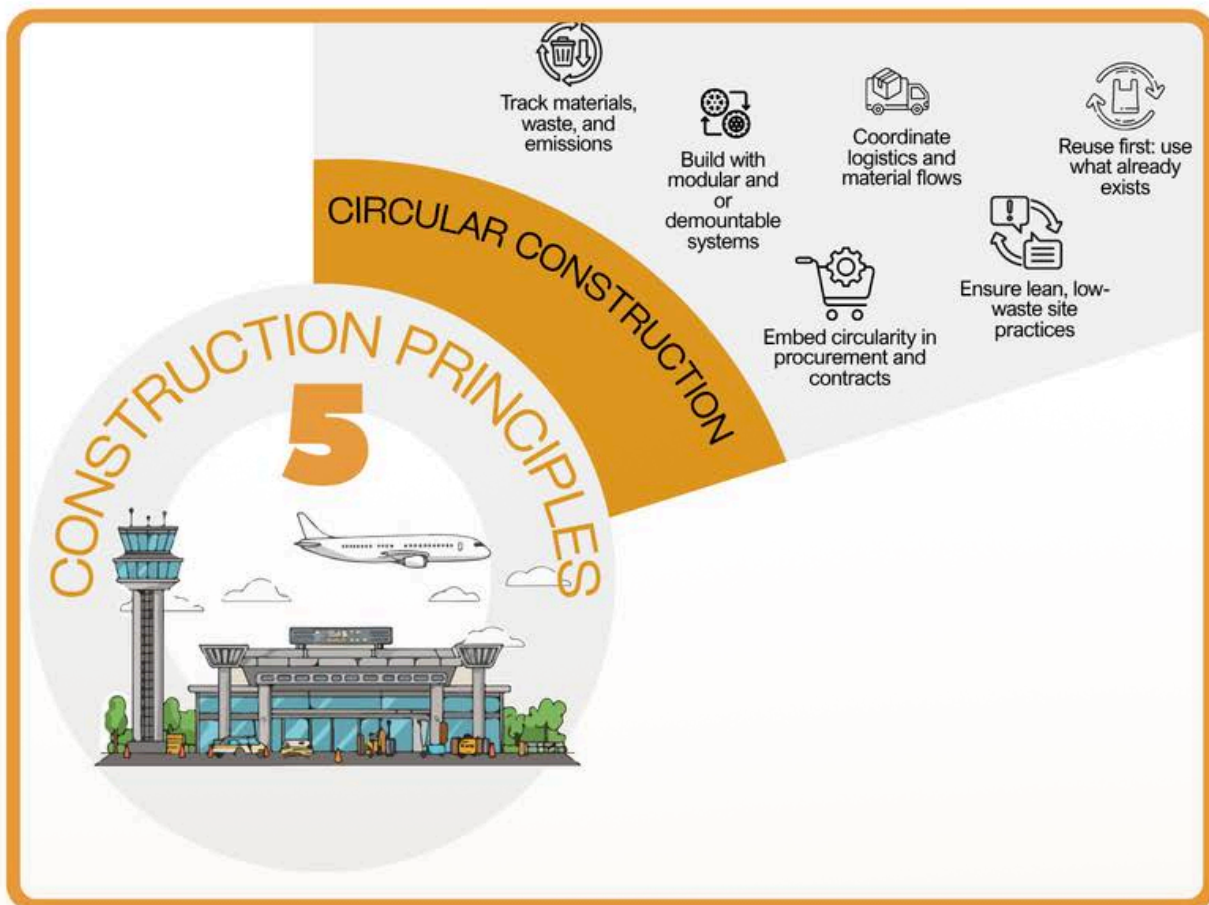 Track materials,
waste, and
emissions
Build with
modular and
or
demountable
systems
Coordinate
logistics and
material flows
Reuse first: use
what already
exists
Embed circularity in
procurement and
contracts
Ensure lean, low-
waste site
practices
CIRCULAR CONSTRUCTION
CONSTRUCTION PRINCIPLES
5